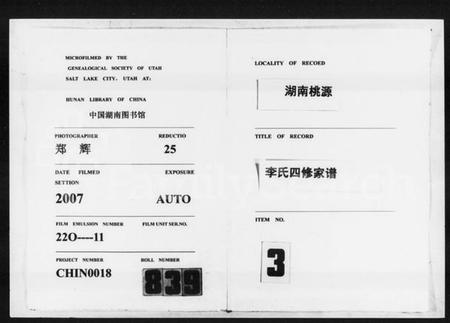 MICROFILMED BY THE
GENEALOGICAL SOCIETY OF UTAH
SALT LAKE CITY, UTAH AT:
HUNAN LIBRARY OF CHINA
中国湖南图书馆
PHOTOGRAPHER REDUCTIO
郑 辉 25
DATE FILMED EXPOSURE
SETTION
2007 AUTO
FILM EMULSION NUMBER FILM UNIT SER.NO.
22O----11
PROJECT NUMBER ROLL NUMBER
CHIN0018 839
LOCALITY OF RECOED
湖南桃源
TITLE OF RECORD
李氏四修家谱
ITEM NO.
3